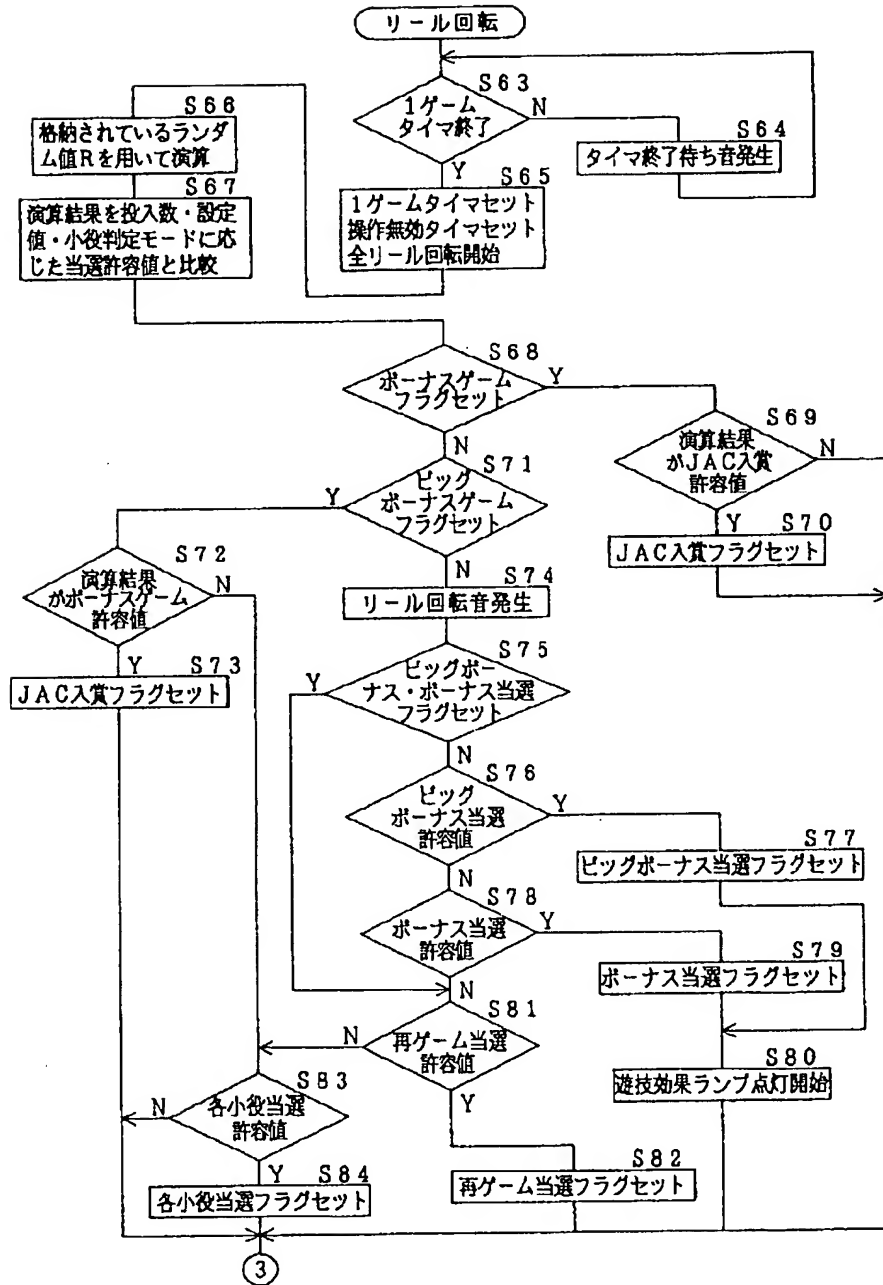 リール回転
S63
1ゲーム
タイマ終了
N
Y
S64
タイマ終了待ち音発生
S65
1ゲームタイマセット
操作無効タイマセット
全リール回転開始
S66
格納されているランダ
ム値Rを用いて演算
S67
演算結果を投入数・設定
値・小役判定モードに応
じた当選許容値と比較
S68
ボーナスゲーム
フラグセット
Y
N
S69
演算結果
がJAC入賞
許容値
N
Y
S70
JAC入賞フラグセット
S71
ビッグ
ボーナスゲーム
フラグセット
Y
N
S72
演算結果
がボーナスゲーム
許容値
N
Y
S73
JAC入賞フラグセット
S74
リール回転音発生
S75
ビッグボー
ナス・ボーナス当選
フラグセット
Y
N
S76
ビッグ
ボーナス当選
許容値
Y
N
S77
ビッグボーナス当選フラグセット
S78
ボーナス当選
許容値
Y
N
S79
ボーナス当選フラグセット
S80
遊技効果ランプ点灯開始
S81
再ゲーム当選
許容値
N
Y
S82
再ゲーム当選フラグセット
S83
各小役当選
許容値
N
Y
S84
各小役当選フラグセット
3